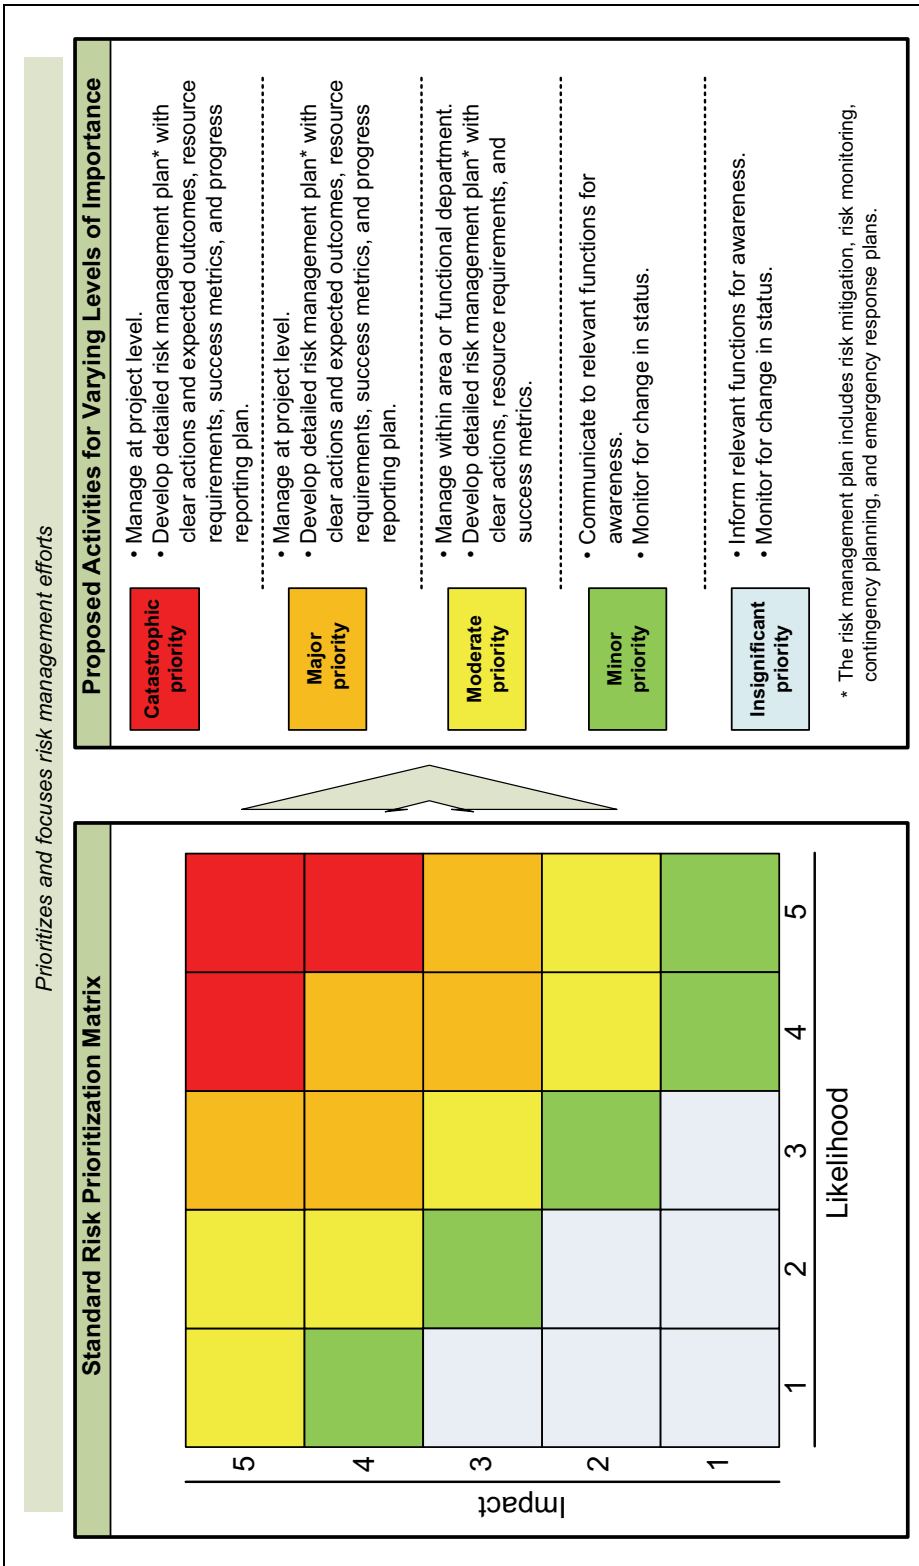 Prioritizes and focuses risk management efforts
Standard Risk Prioritization Matrix
Impact
5
4
3
2
1
1 2 3 4 5
Likelihood
Proposed Activities for Varying Levels of Importance
Catastrophic
priority
• Manage at project level.
• Develop detailed risk management plan* with
clear actions and expected outcomes, resource
requirements, success metrics, and progress
reporting plan.
Major
priority
• Manage at project level.
• Develop detailed risk management plan* with
clear actions and expected outcomes, resource
requirements, success metrics, and progress
reporting plan.
Moderate
priority
• Manage within area or functional department.
• Develop detailed risk management plan* with
clear actions, resource requirements, and
success metrics.
Minor
priority
• Communicate to relevant functions for
awareness.
• Monitor for change in status.
Insignificant
priority
• Inform relevant functions for awareness.
• Monitor for change in status.
* The risk management plan includes risk mitigation, risk monitoring,
contingency planning, and emergency response plans.